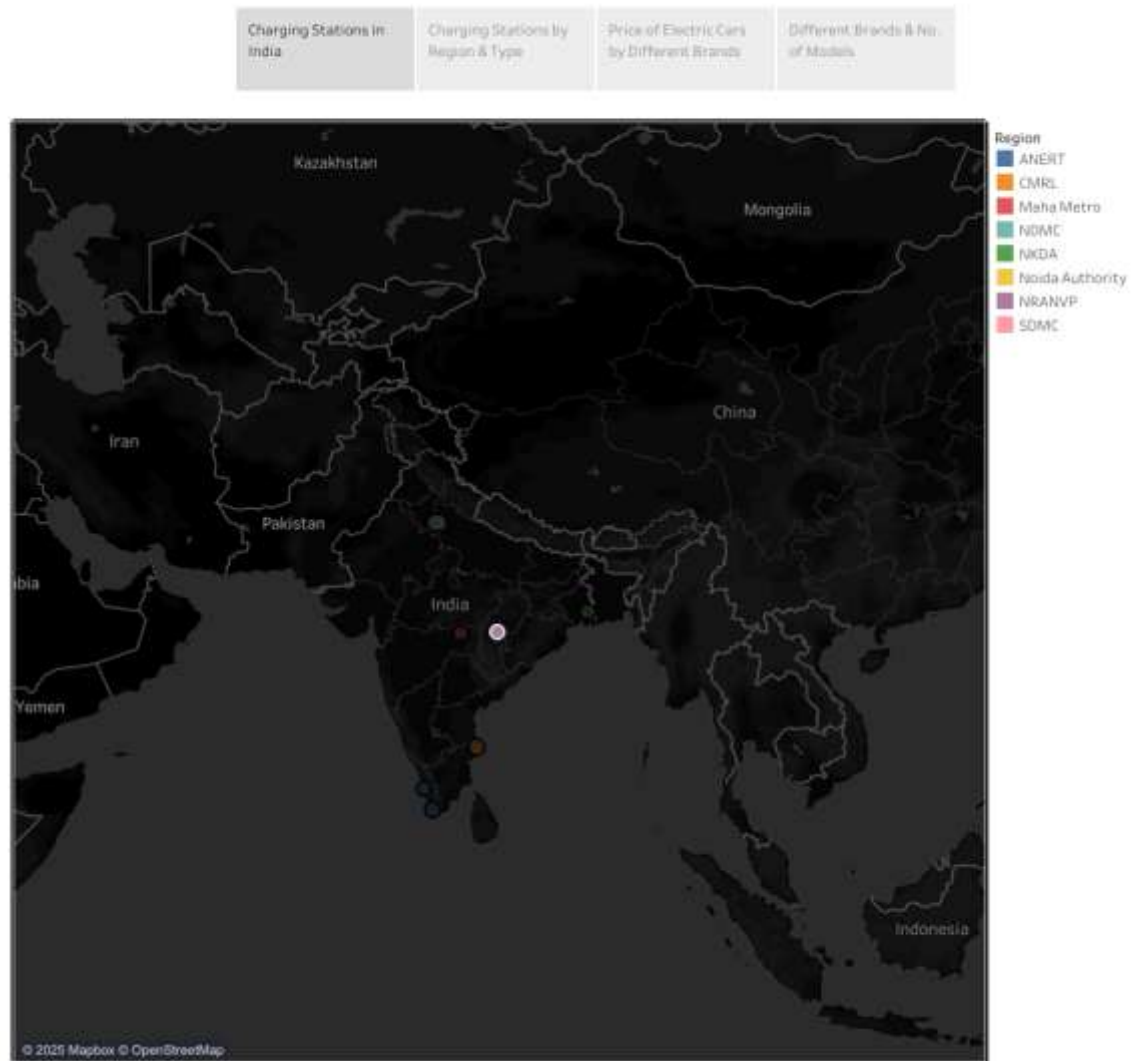 Charging Stations in
India
Charging Stations by
Region & Type
Price of Electric Cars
by Different Brands
Different Brands & No.
of Models
Region
ANERT
CMRL
Maha Metro
NDMC
NKDA
Noida Authority
NRANVP
SDMC
Kazakhstan
Mongolia
China
Iran
Pakistan
bia
India
Yemen
Indonesia
© 2025 Mapbox © OpenStreetMap